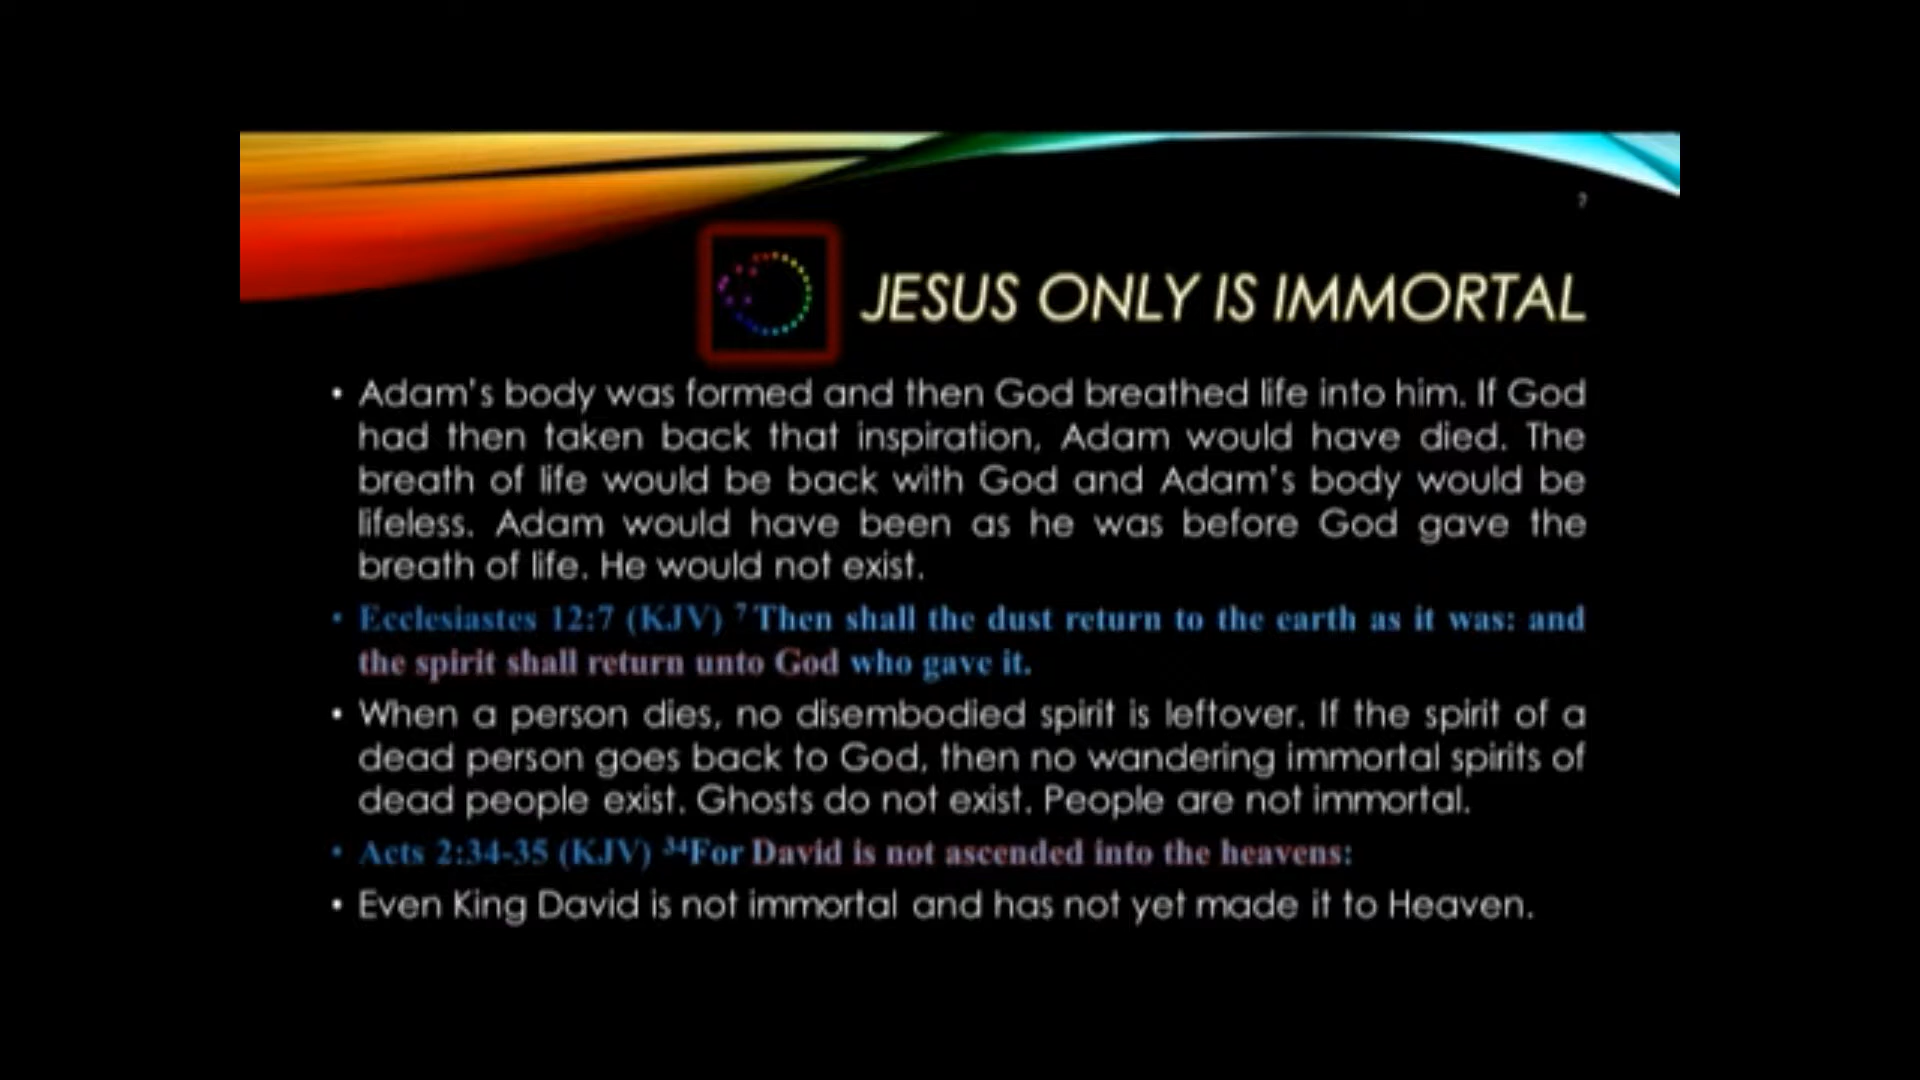 7
JESUS ONLY IS IMMORTAL
• Adam's body was formed and then God breathed life into him. If God
had then taken back that inspiration, Adam would have died. The
breath of life would be back with God and Adam's body would be
lifeless. Adam would have been as he was before God gave the
breath of life. He would not exist.
• Ecclesiastes 12:7 (KJV) ⁷ Then shall the dust return to the earth as it was: and
the spirit shall return unto God who gave it.
• When a person dies, no disembodied spirit is leftover. If the spirit of a
dead person goes back to God, then no wandering immortal spirits of
dead people exist. Ghosts do not exist. People are not immortal.
• Acts 2:34-35 (KJV) ³⁴For David is not ascended into the heavens:
• Even King David is not immortal and has not yet made it to Heaven.